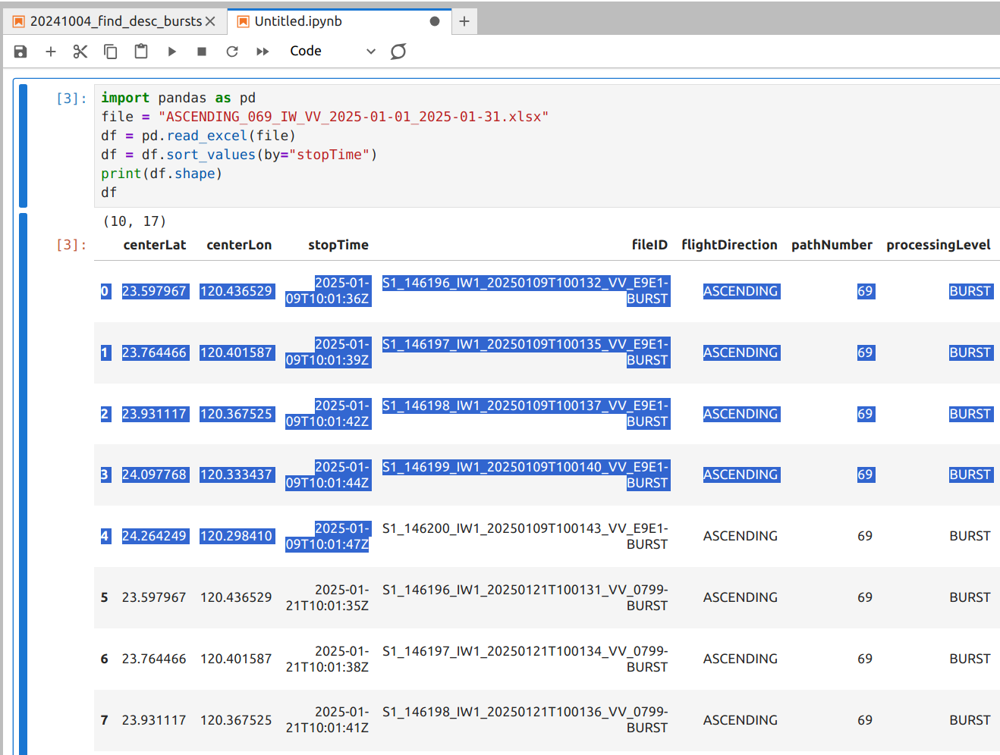 20241004_find_desc_bursts Untitled.ipynb
Code
[3]: import pandas as pd
file = "ASCENDING_069_IW_VV_2025-01-01_2025-01-31.xlsx"
df = pd.read_excel(file)
df = df.sort_values(by="stopTime")
print(df.shape)
df
(10, 17)
[3]: centerLat centerLon stopTime fileID flightDirection pathNumber processingLevel
0 23.597967 120.436529 2025-01-09T10:01:36Z S1_146196_IW1_20250109T100132_VV_E9E1-BURST ASCENDING 69 BURST
1 23.764466 120.401587 2025-01-09T10:01:39Z S1_146197_IW1_20250109T100135_VV_E9E1-BURST ASCENDING 69 BURST
2 23.931117 120.367525 2025-01-09T10:01:42Z S1_146198_IW1_20250109T100137_VV_E9E1-BURST ASCENDING 69 BURST
3 24.097768 120.333437 2025-01-09T10:01:44Z S1_146199_IW1_20250109T100140_VV_E9E1-BURST ASCENDING 69 BURST
4 24.264249 120.298410 2025-01-09T10:01:47Z S1_146200_IW1_20250109T100143_VV_E9E1-BURST ASCENDING 69 BURST
5 23.597967 120.436529 2025-01-21T10:01:35Z S1_146196_IW1_20250121T100131_VV_0799-BURST ASCENDING 69 BURST
6 23.764466 120.401587 2025-01-21T10:01:38Z S1_146197_IW1_20250121T100134_VV_0799-BURST ASCENDING 69 BURST
7 23.931117 120.367525 2025-01-21T10:01:41Z S1_146198_IW1_20250121T100136_VV_0799-BURST ASCENDING 69 BURST